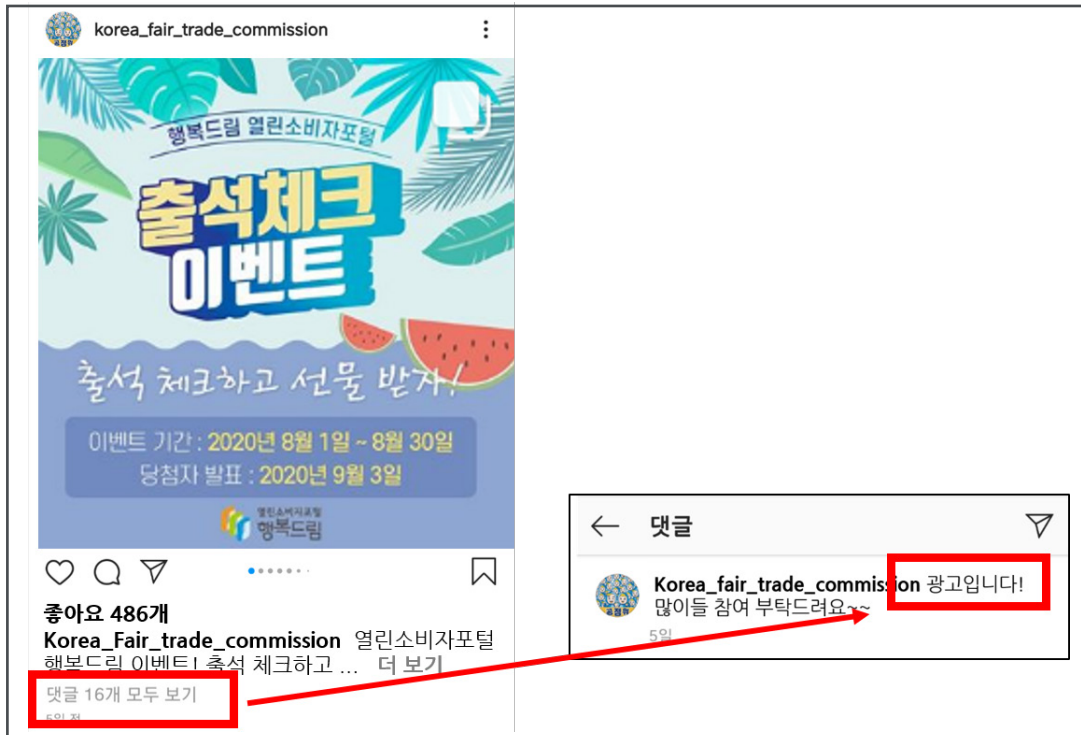 korea_fair_trade_commission
행복드림 열린소비자포털
출석체크
이벤트
출석 체크하고 선물 받자!
이벤트 기간 : 2020년 8월 1일 ~ 8월 30일
당첨자 발표 : 2020년 9월 3일
열린소비자포털
행복드림
좋아요 486개
Korea_Fair_trade_commission 열린소비자포털
행복드림 이벤트! 출석 체크하고 ... 더 보기
댓글 16개 모두 보기
5일 전
댓글
Korea_fair_trade_commission 광고입니다!
많이들 참여 부탁드려요~~
5일